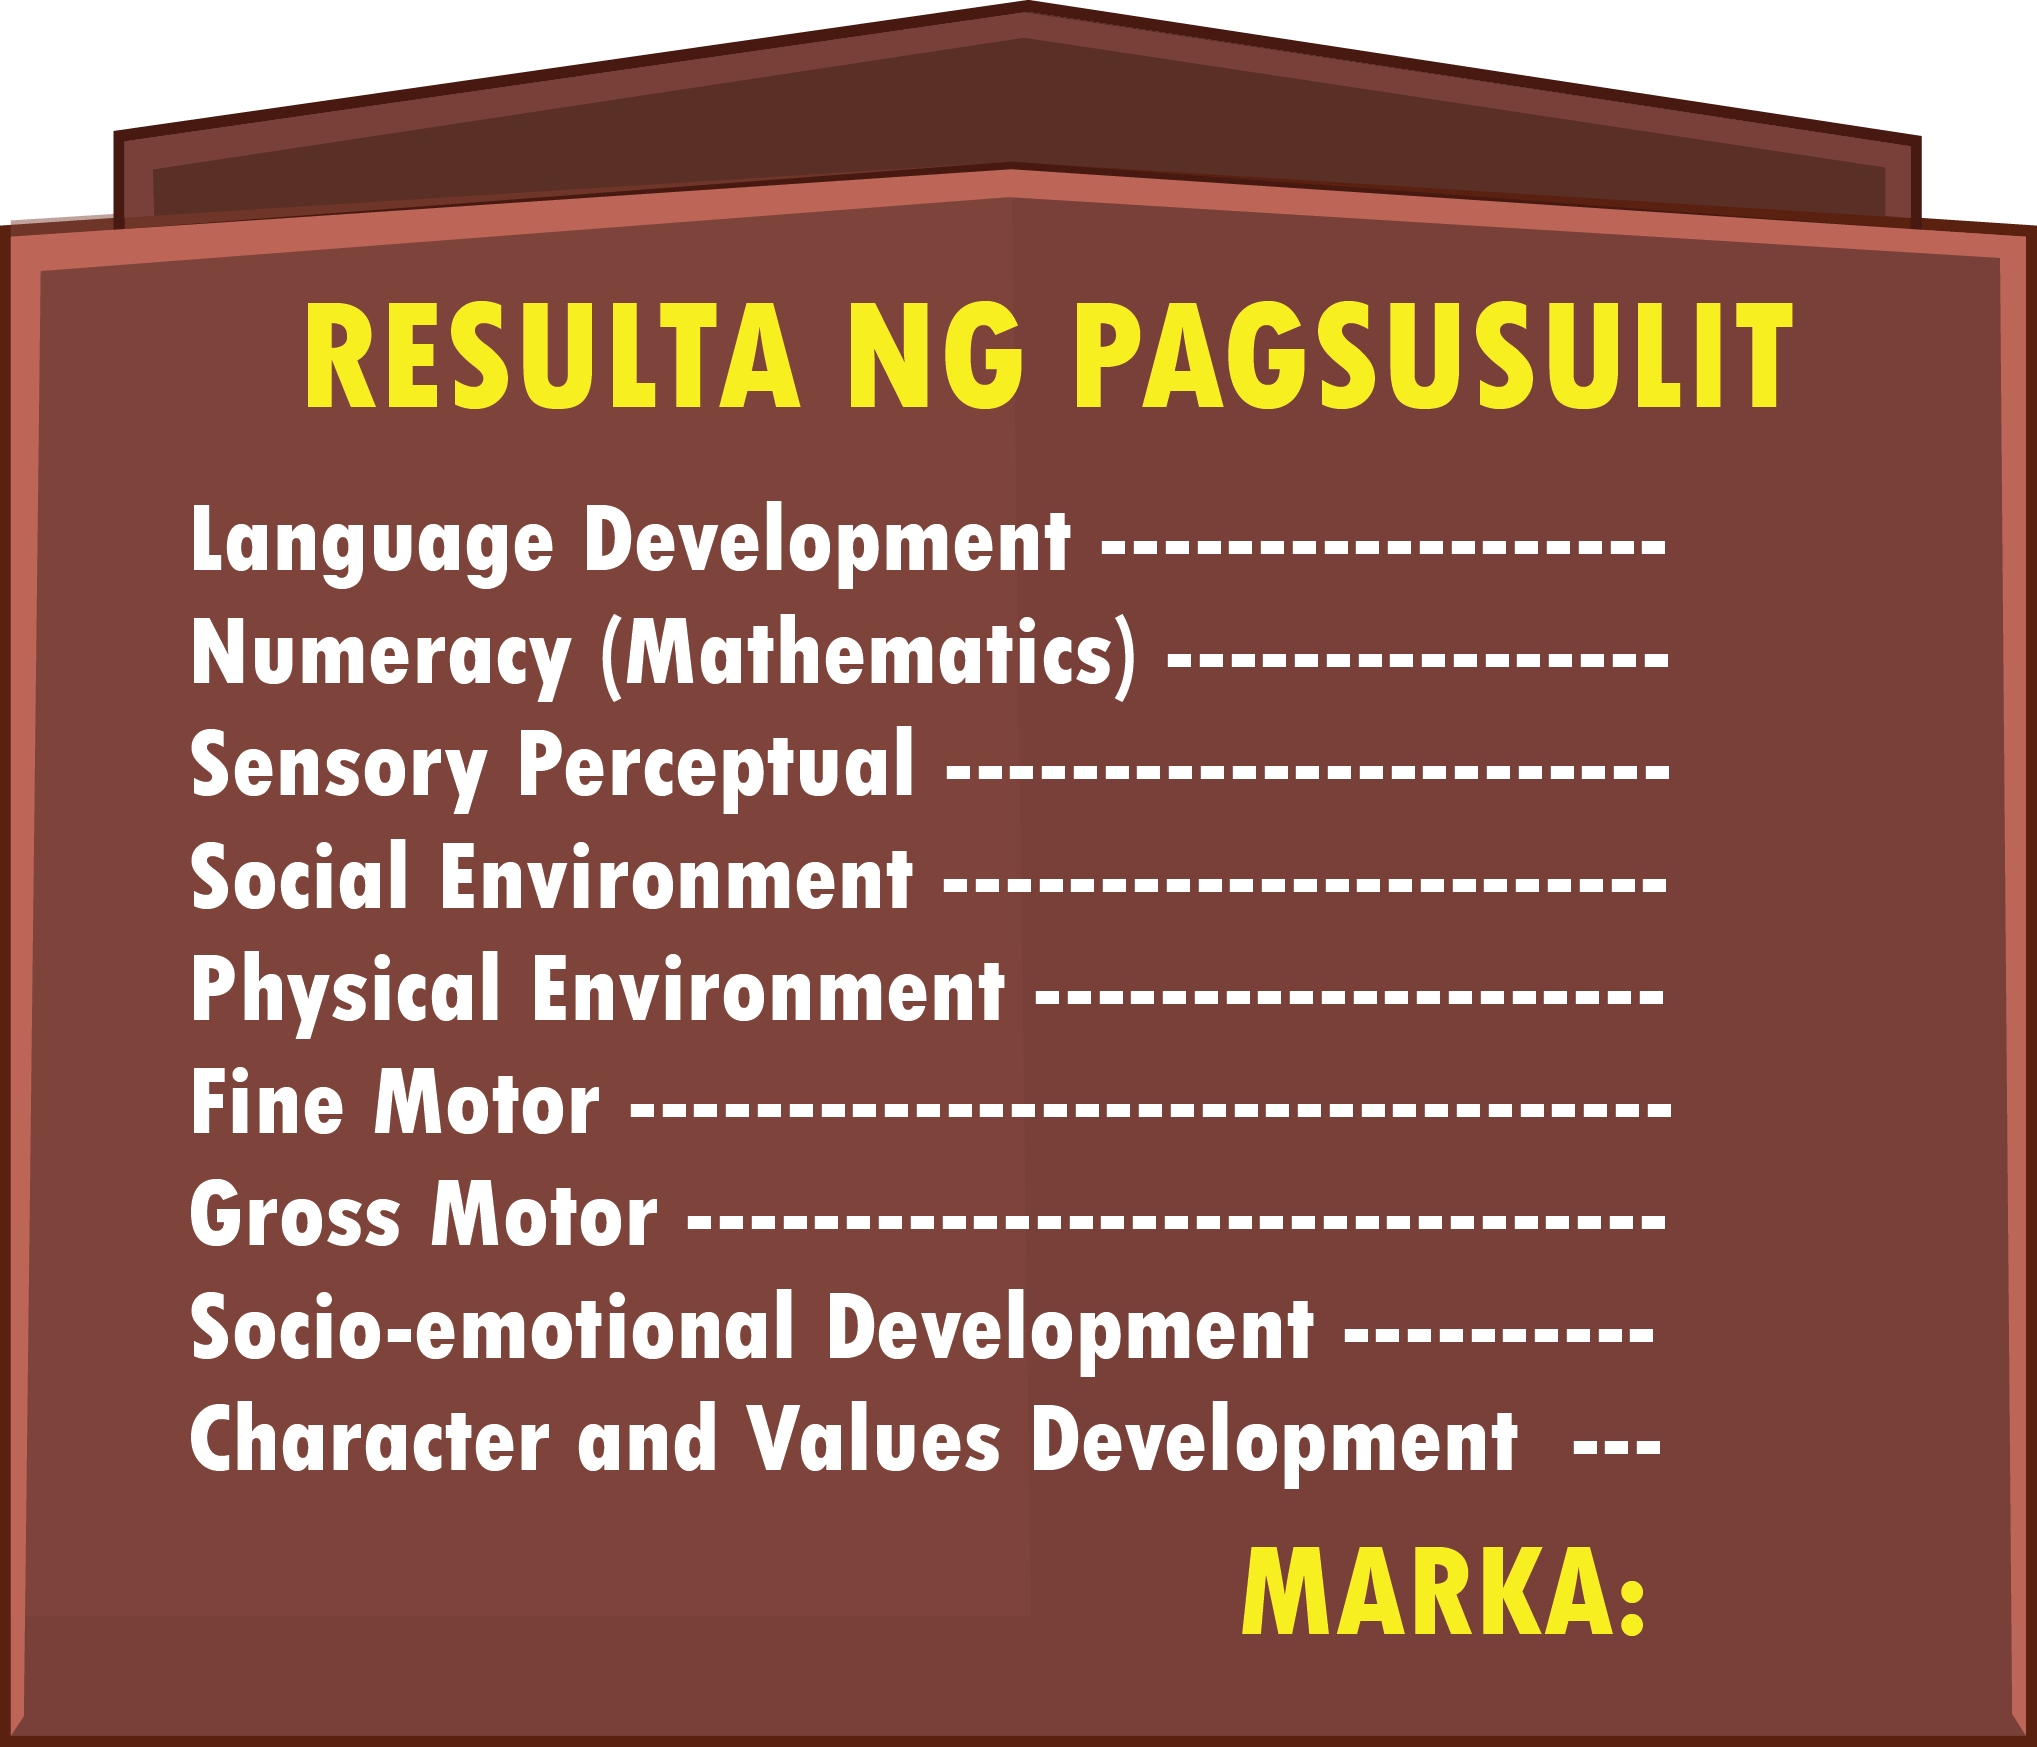 RESULTA NG PAGSUSULIT
Language Development ------------------
Numeracy (Mathematics) ----------------
Sensory Perceptual -----------------------
Social Environment -----------------------
Physical Environment --------------------
Fine Motor ---------------------------------
Gross Motor -------------------------------
Socio-emotional Development ----------
Character and Values Development  ---
MARKA: